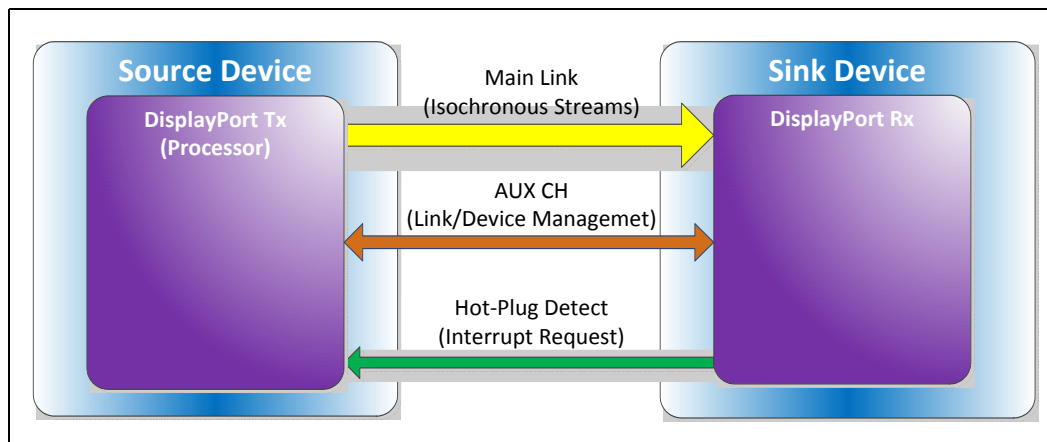 Source Device
DisplayPort Tx
(Processor)
Main Link
(Isochronous Streams)
AUX CH
(Link/Device Managemet)
Hot-Plug Detect
(Interrupt Request)
Sink Device
DisplayPort Rx